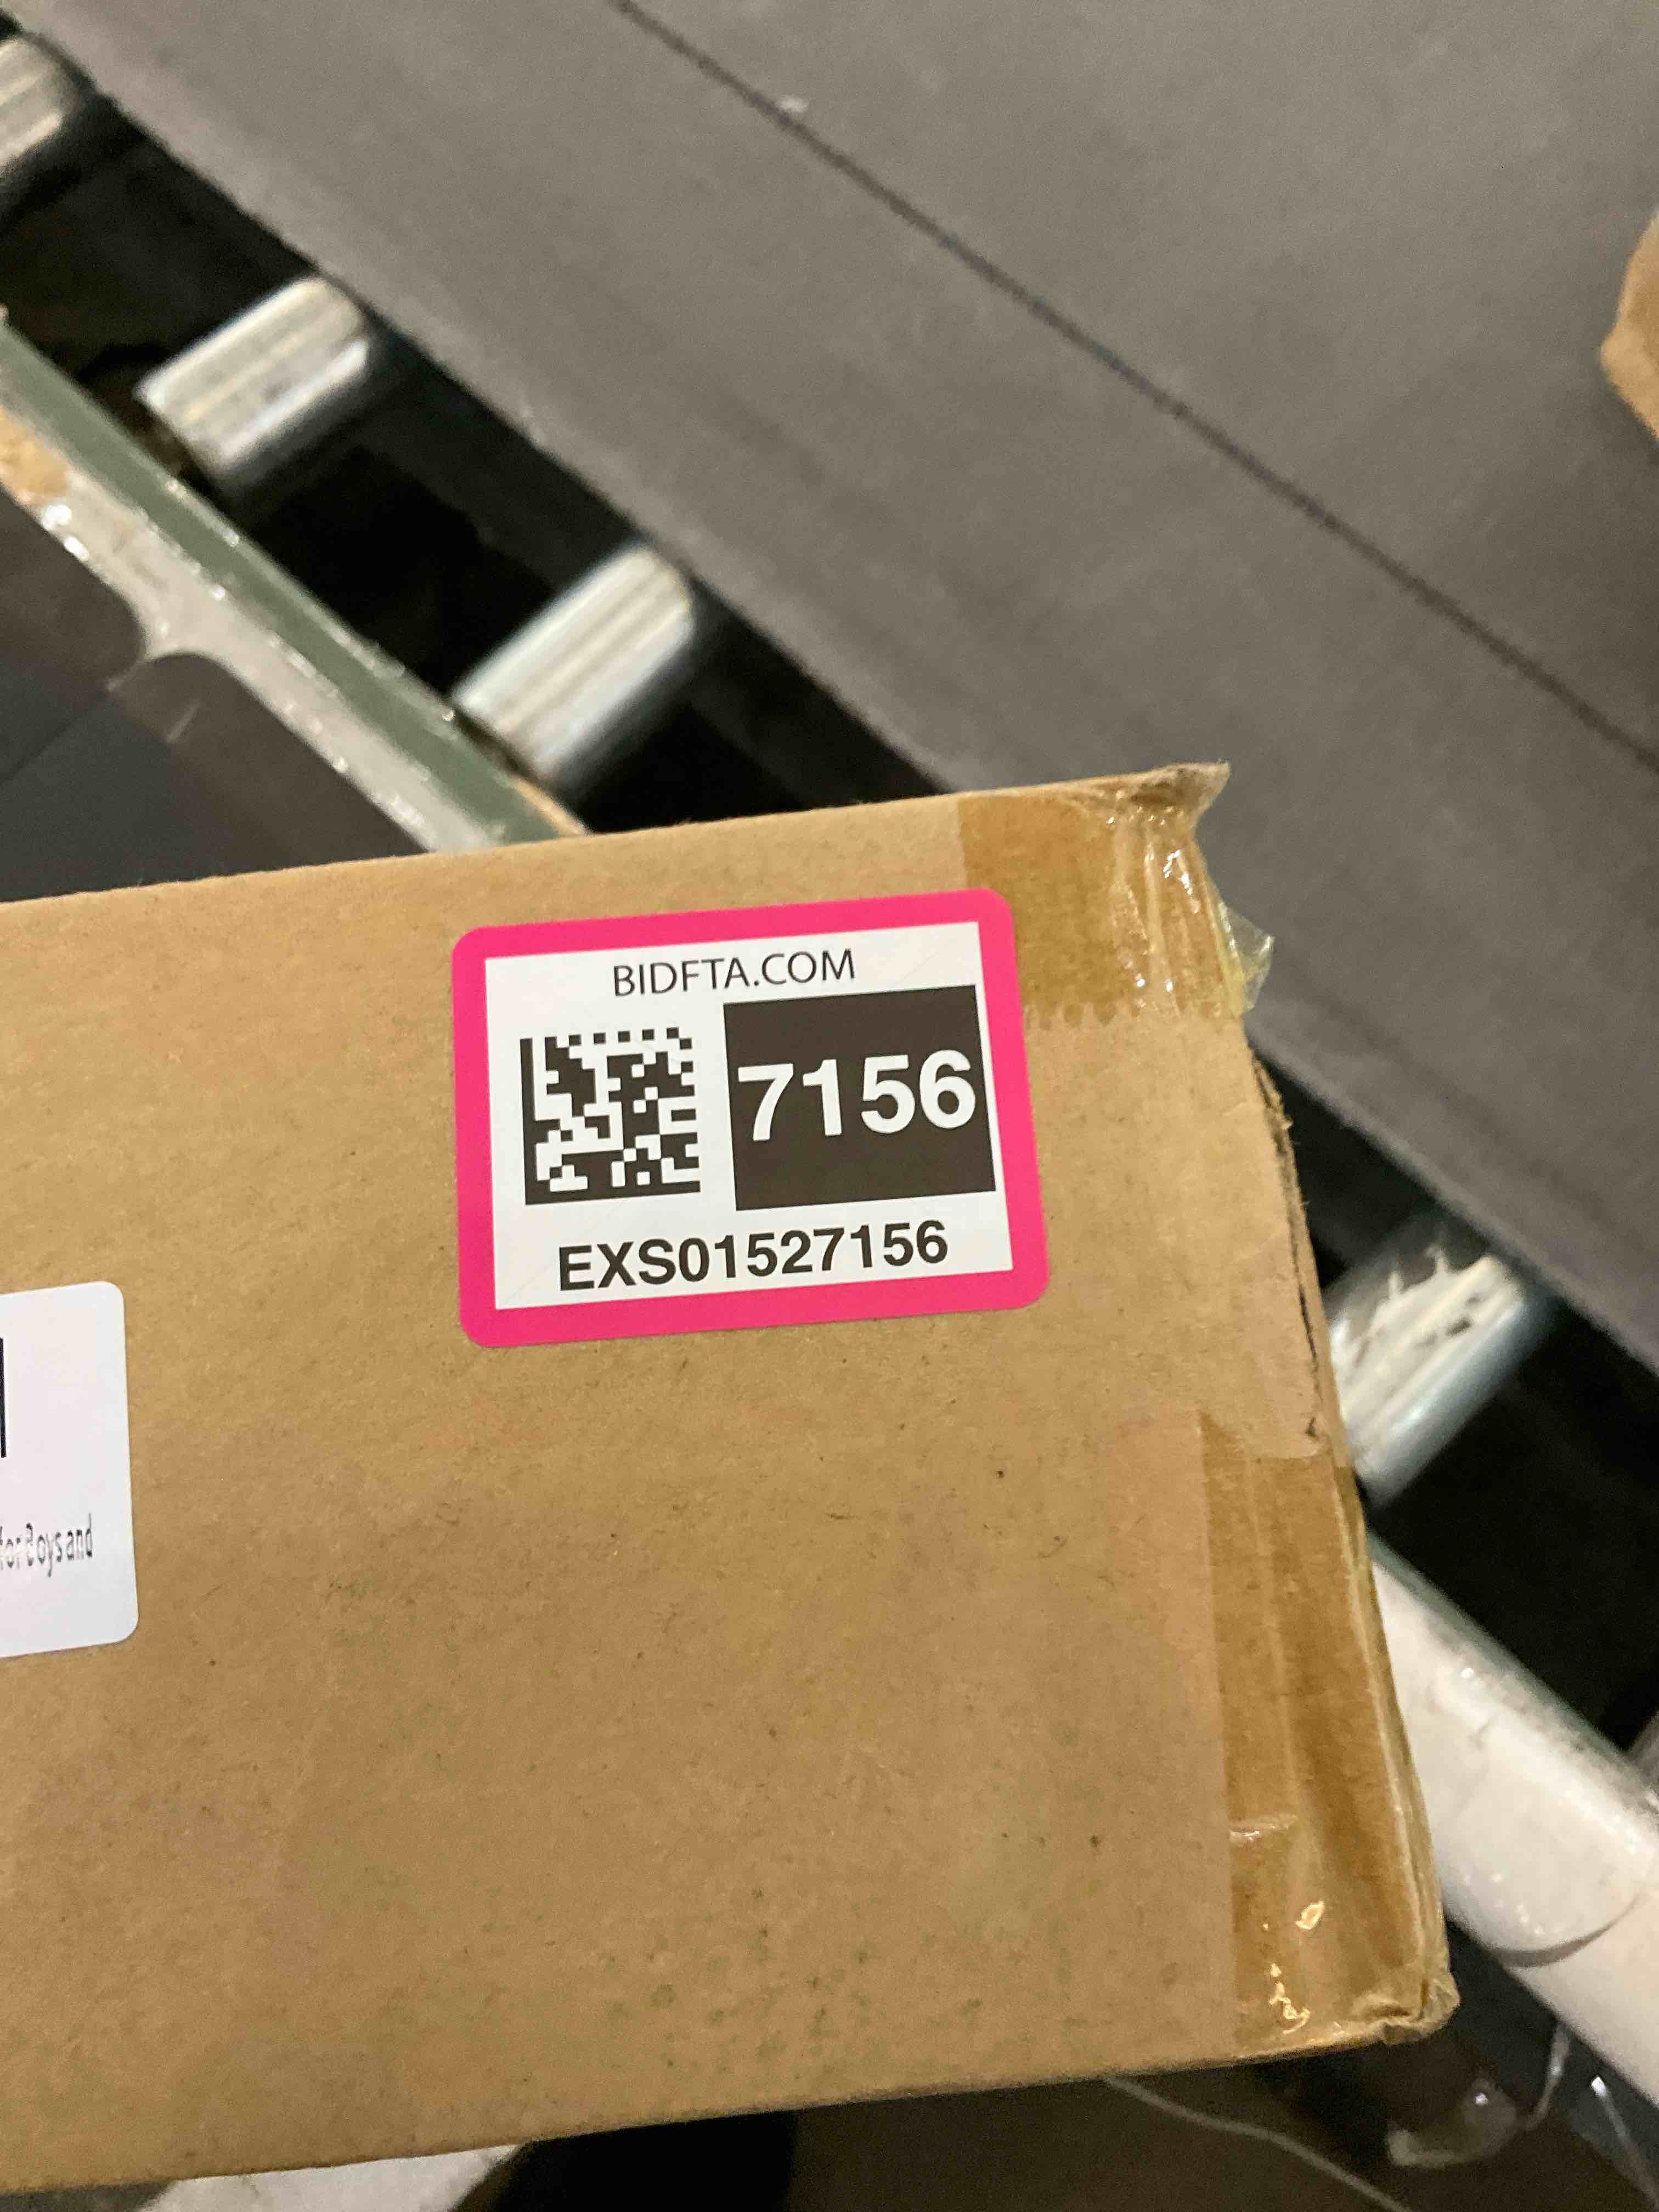 BIDFTA.COM
7156
EXS01527156
for Boys and